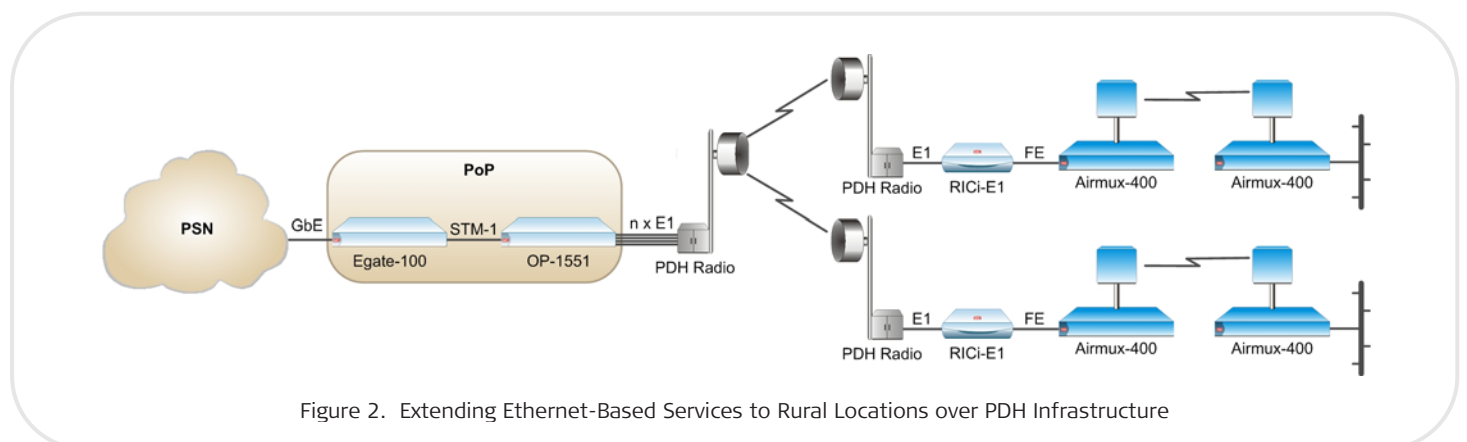 PoP
PSN
GbE
Egate-100
STM-1
OP-1551
n x E1
PDH Radio
PDH Radio
E1
RICi-E1
FE
Airmux-400
Airmux-400
PDH Radio
E1
RICi-E1
FE
Airmux-400
Airmux-400
Figure 2. Extending Ethernet-Based Services to Rural Locations over PDH Infrastructure